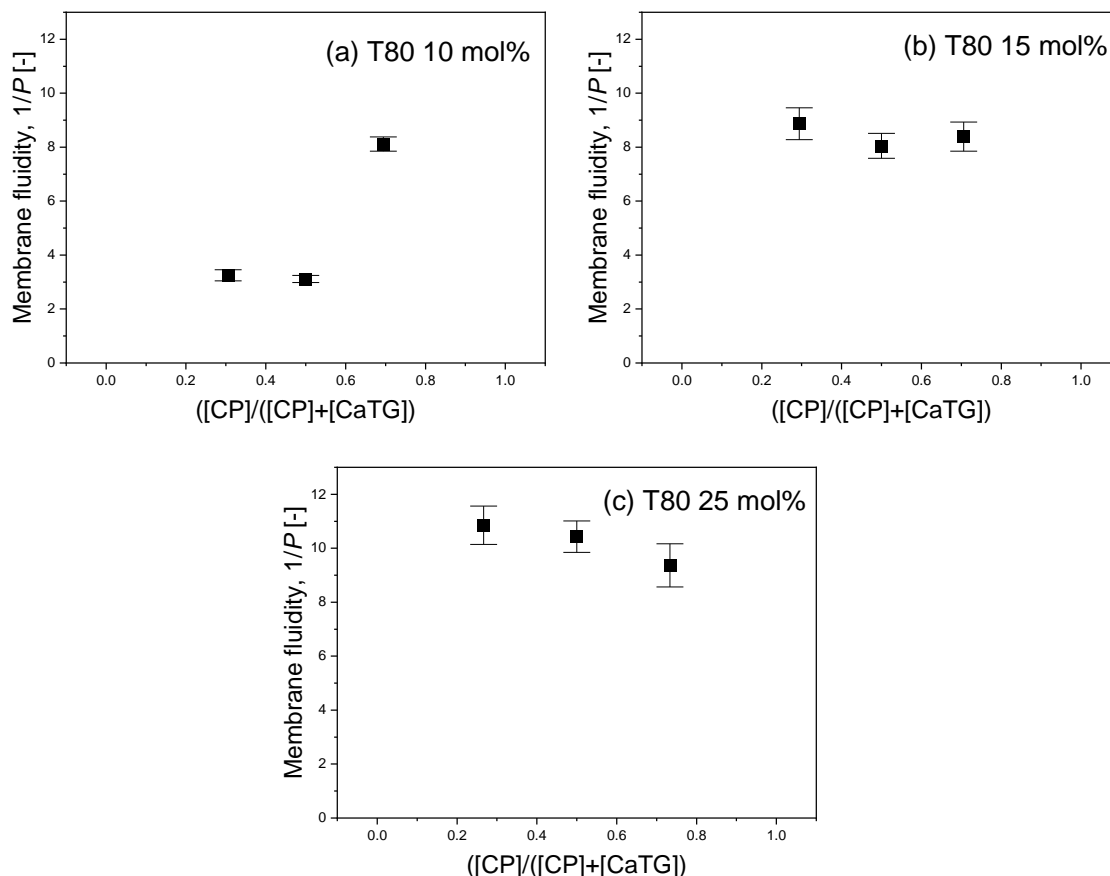 (a) T80 10 mol%
Membrane fluidity, 1/P [-]
12
10
8
6
4
2
0
0.0 0.2 0.4 0.6 0.8 1.0
([CP]/([CP]+[CaTG])
(b) T80 15 mol%
Membrane fluidity, 1/P [-]
12
10
8
6
4
2
0
0.0 0.2 0.4 0.6 0.8 1.0
([CP]/([CP]+[CaTG])
(c) T80 25 mol%
Membrane fluidity, 1/P [-]
12
10
8
6
4
2
0
0.0 0.2 0.4 0.6 0.8 1.0
([CP]/([CP]+[CaTG])